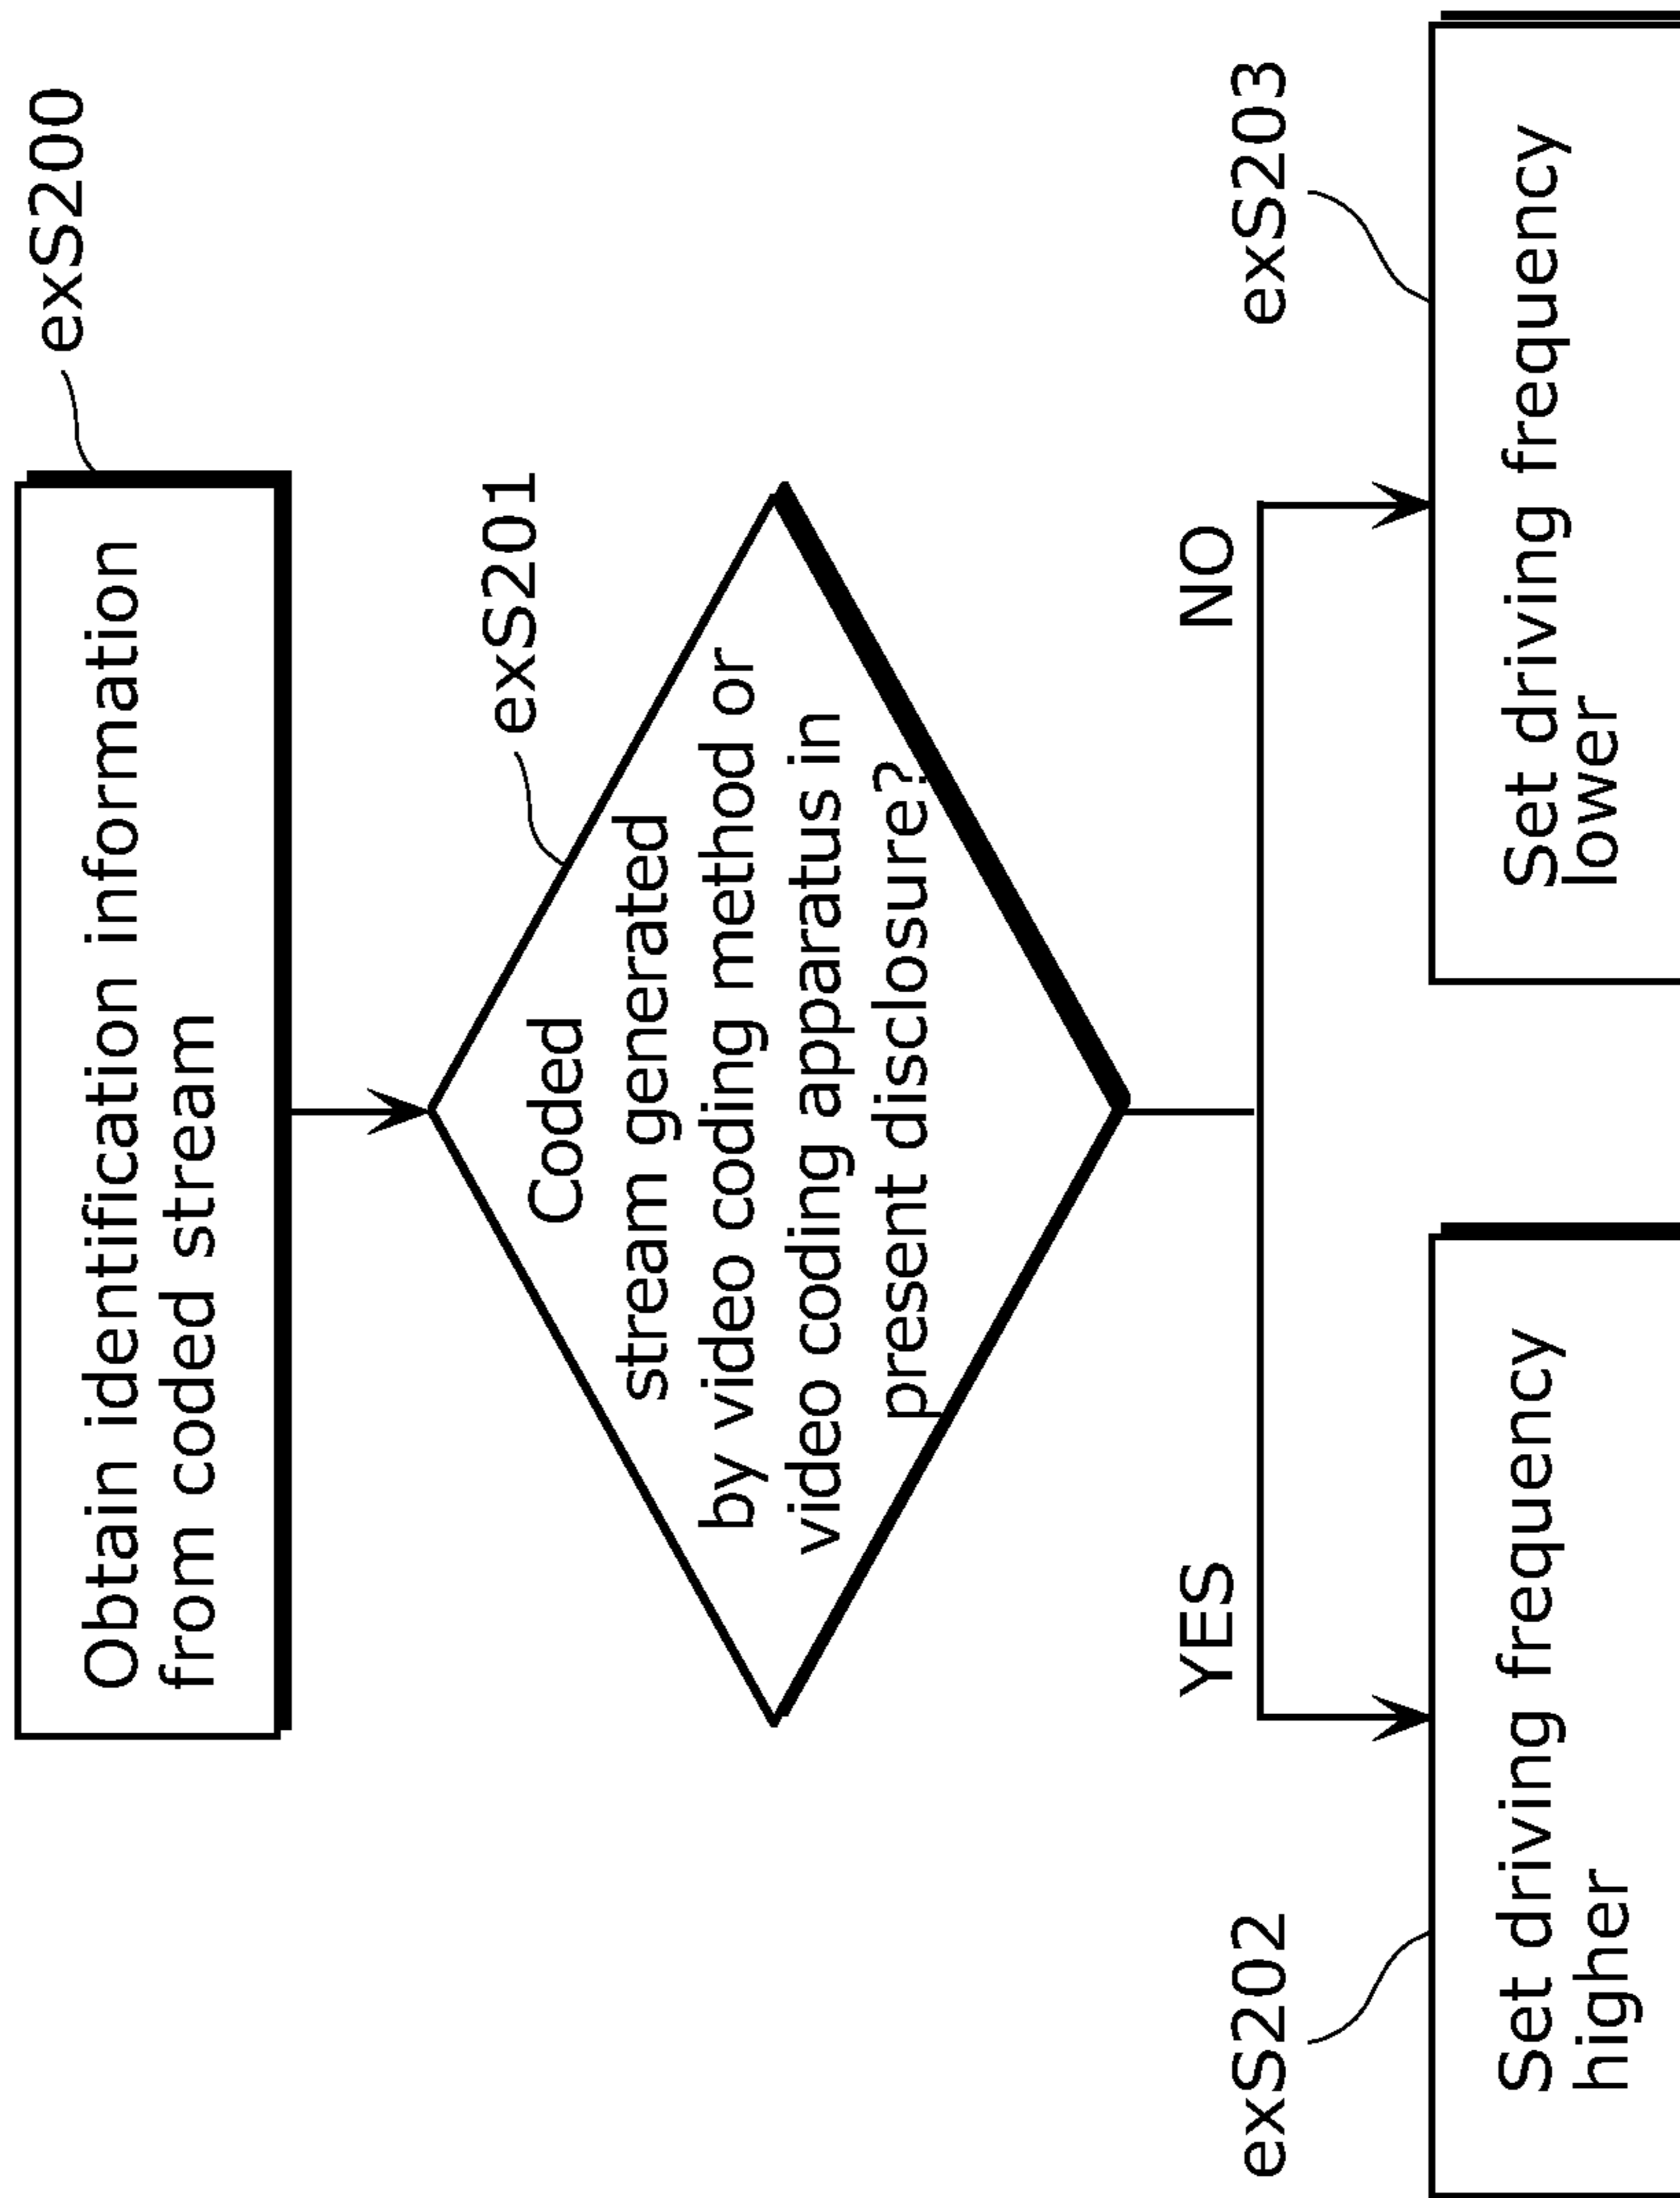 exS200
Obtain identification information
from coded stream
exS201
Coded
stream generated
by video coding method or
video coding apparatus in
present disclosure?
YES
NO
exS202
exS203
Set driving frequency
higher
Set driving frequency
lower